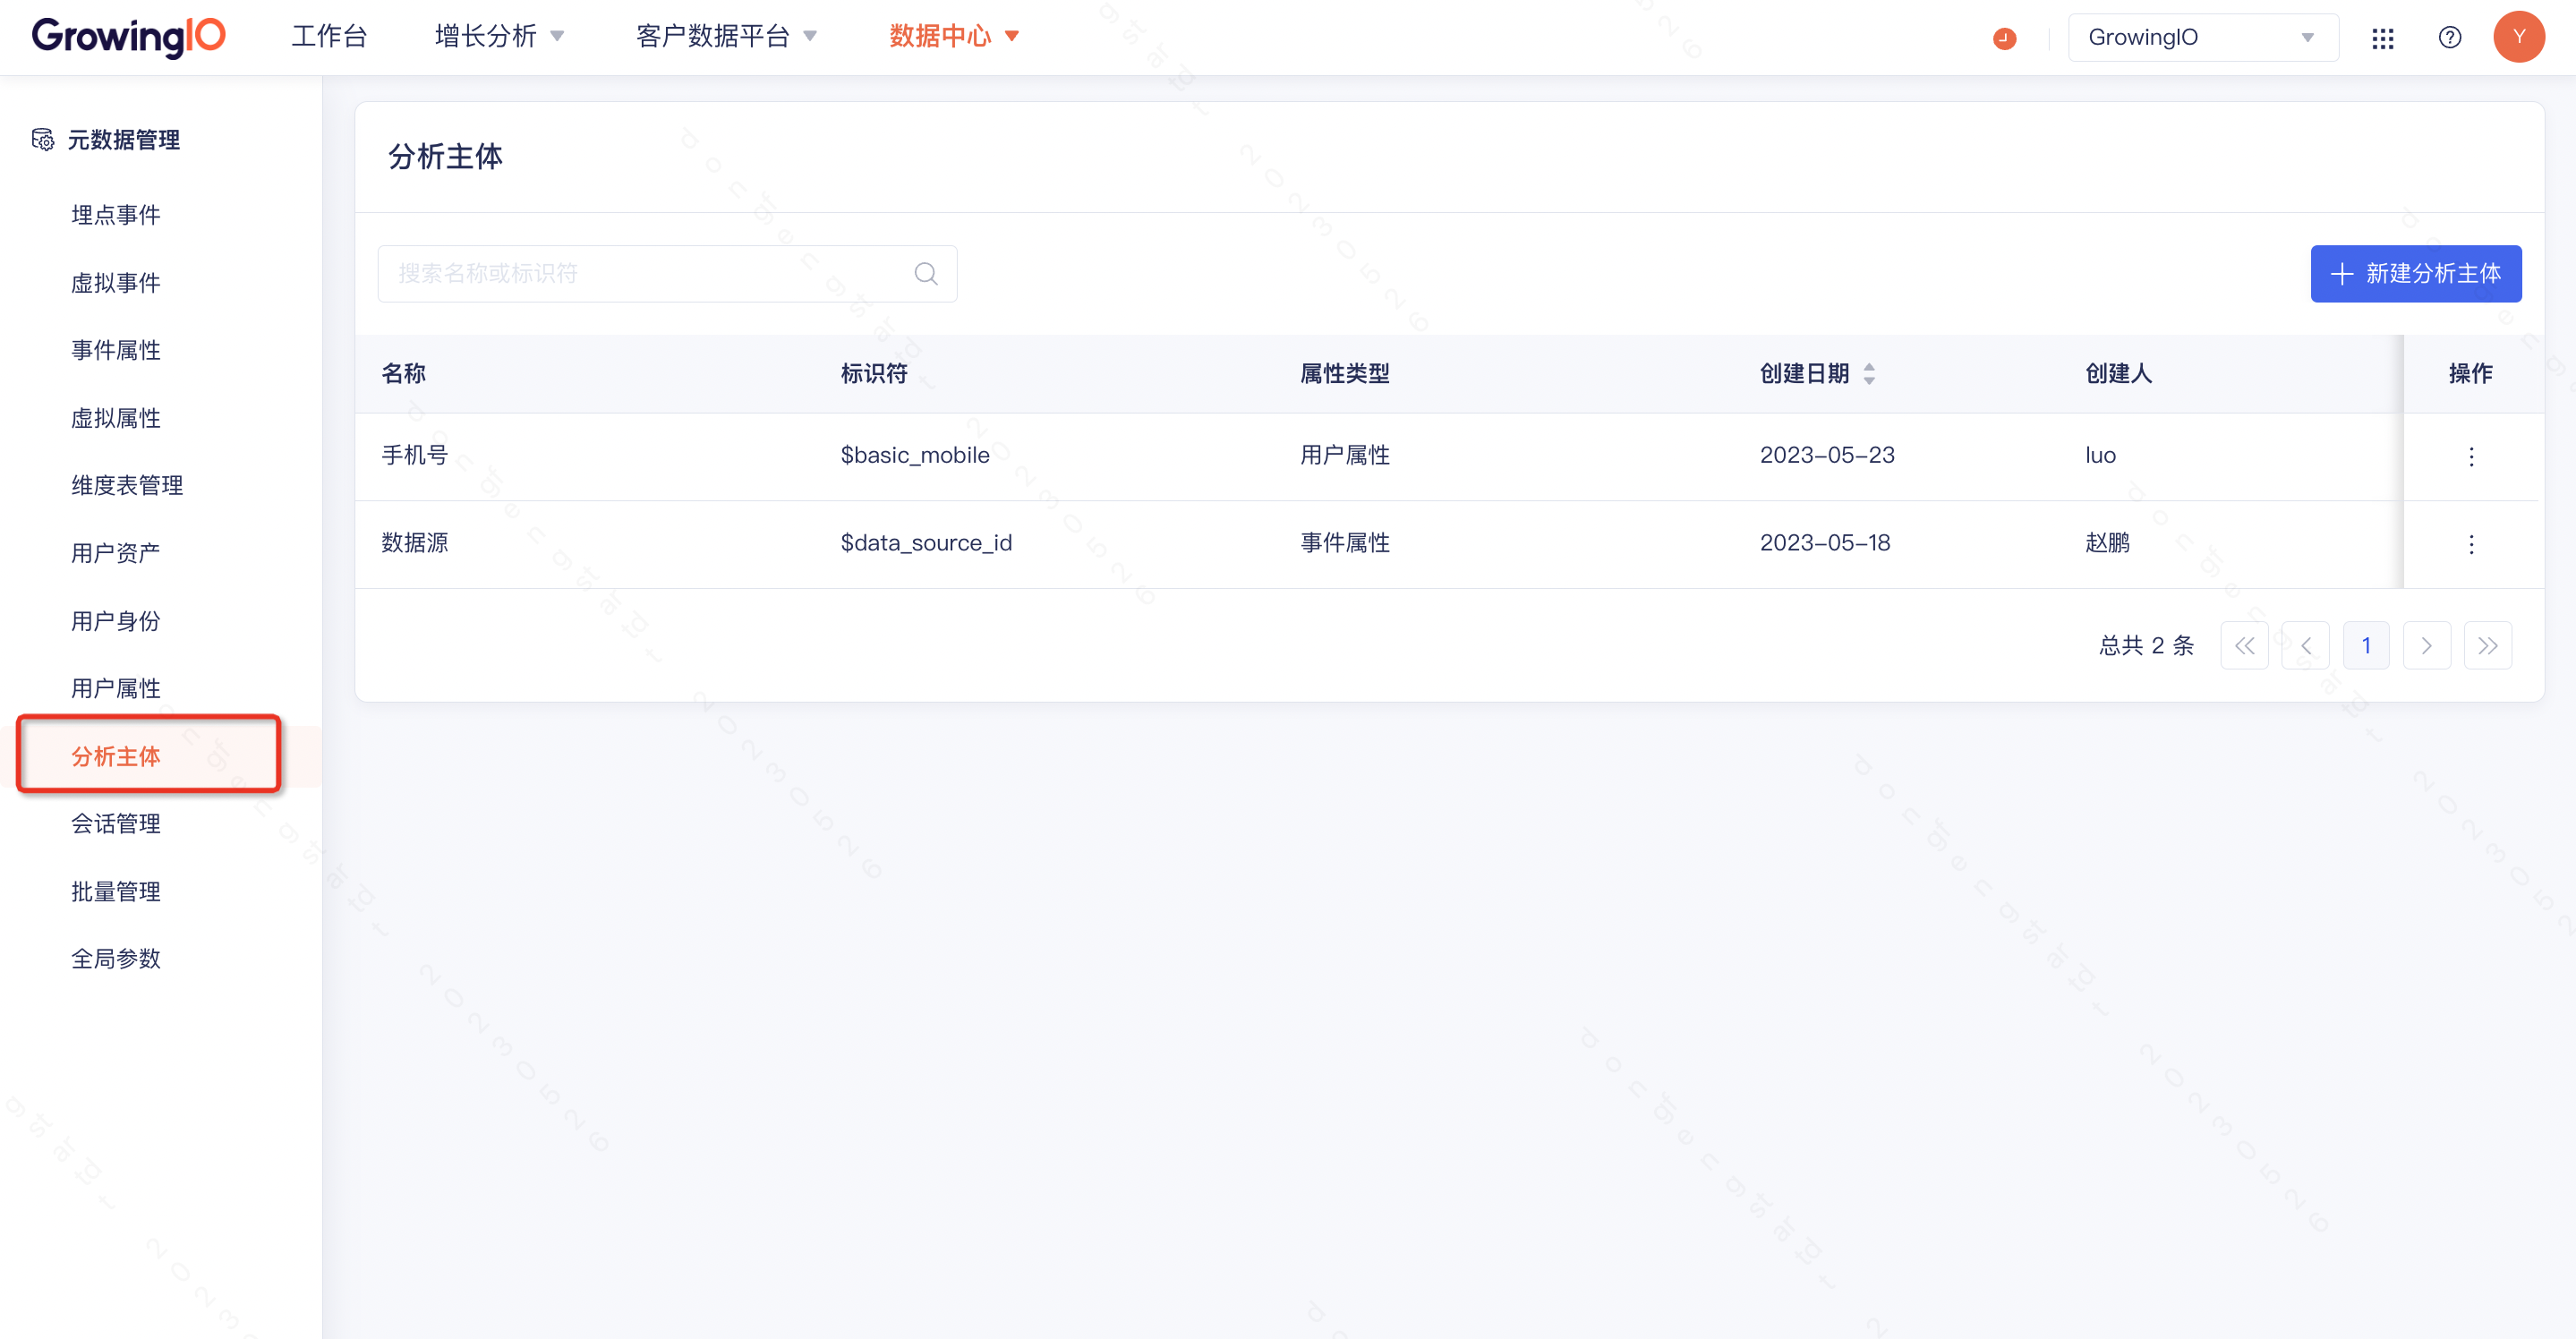 GrowingIO 工作台 增长分析 客户数据平台 数据中心 GrowingIO Y
元数据管理
埋点事件
虚拟事件
事件属性
虚拟属性
维度表管理
用户资产
用户身份
用户属性
分析主体
会话管理
批量管理
全局参数
分析主体
搜索名称或标识符
新建分析主体
名称 标识符 属性类型 创建日期 创建人 操作
手机号 $basic_mobile 用户属性 2023-05-23 luo
数据源 $data_source_id 事件属性 2023-05-18 赵鹏
总共 2 条 1